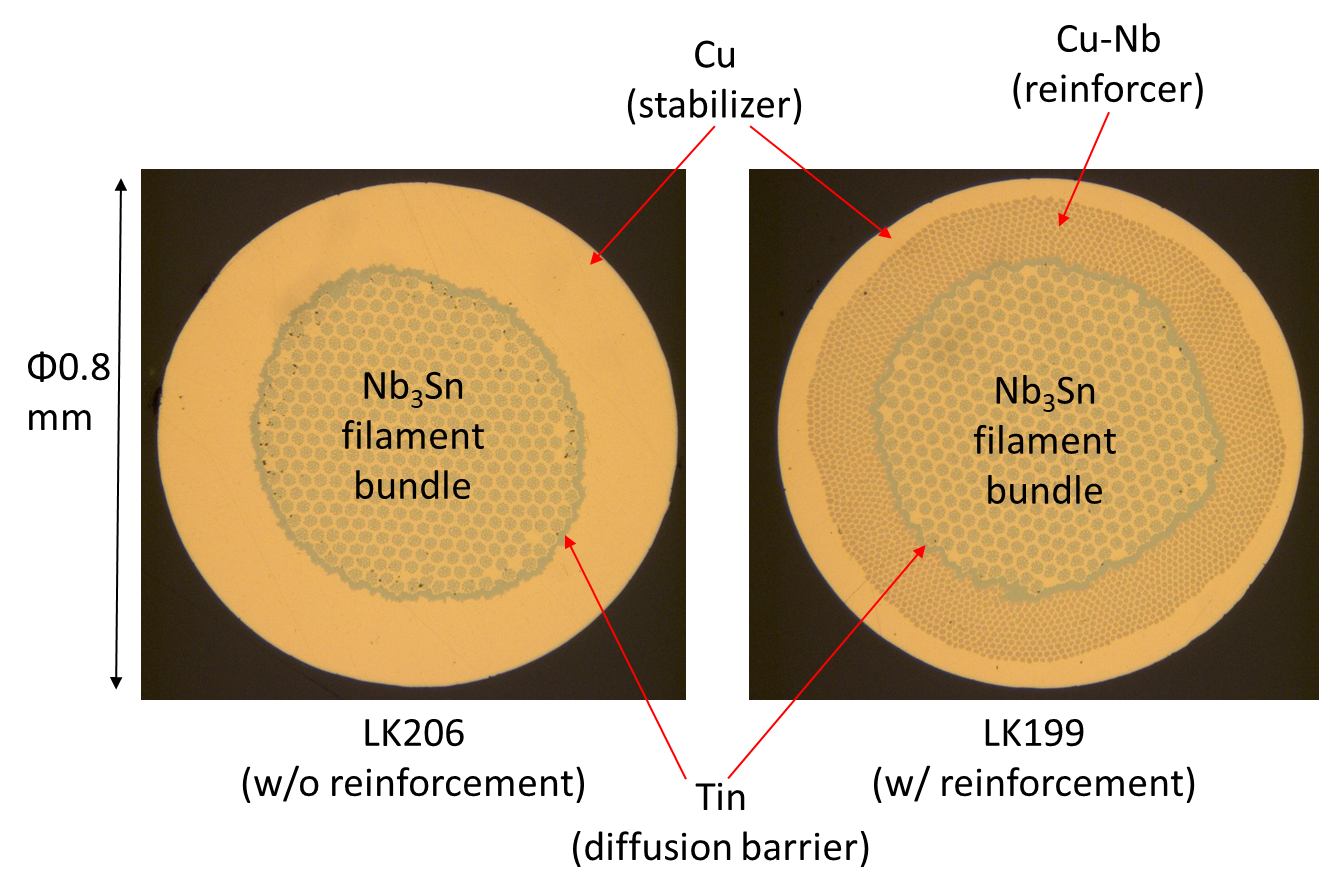 Cu
(stabilizer)
Cu-Nb
(reinforcer)
Φ0.8
mm
Nb₃Sn
filament
bundle
Nb₃Sn
filament
bundle
LK206
(w/o reinforcement)
LK199
(w/ reinforcement)
Tin
(diffusion barrier)